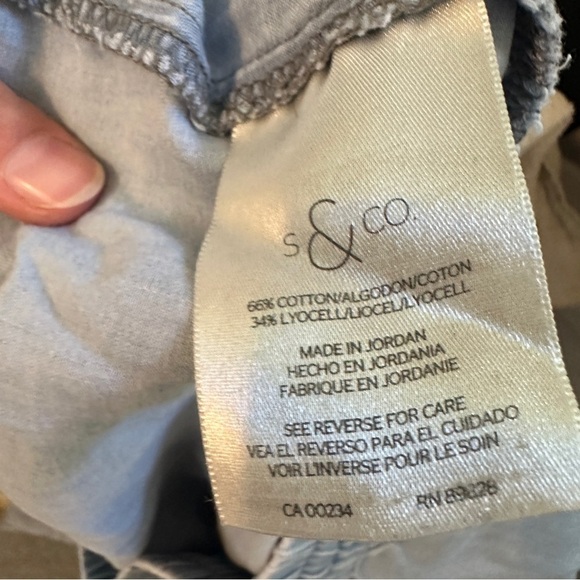 S & CO.
66% COTTON/ALGODON/COTON
34% LYOCELL/LIOCEL/LYOCELL
MADE IN JORDAN
HECHO EN JORDANIA
FABRIQUE EN JORDANIE
SEE REVERSE FOR CARE
VEA EL REVERSO PARA EL CUIDADO
VOIR L'INVERSE POUR LE SOIN
CA 00234 RN